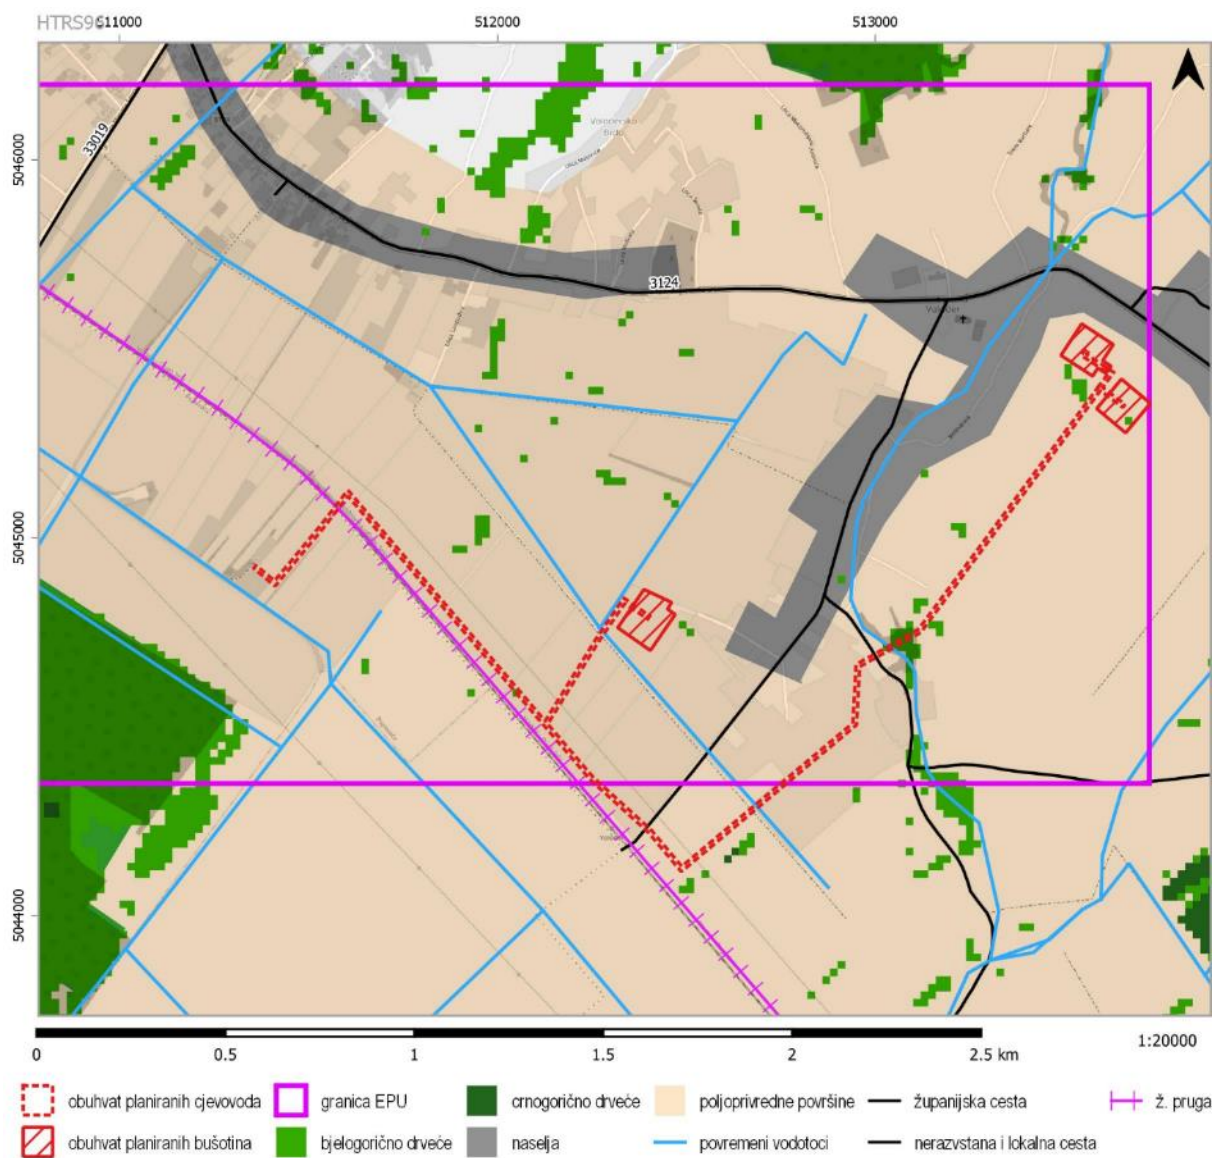 HTRS96
511000
512000
513000
5046000
5045000
5044000
33019
3124
0
0.5
1
1.5
2
2.5 km
1:20000
obuhvat planiranih cjevovoda
granica EPU
crnogorično drveće
poljoprivredne površine
županijska cesta
ž. pruga
obuhvat planiranih bušotina
bjelogorično drveće
naselja
povremeni vodotoci
nerazvstana i lokalna cesta